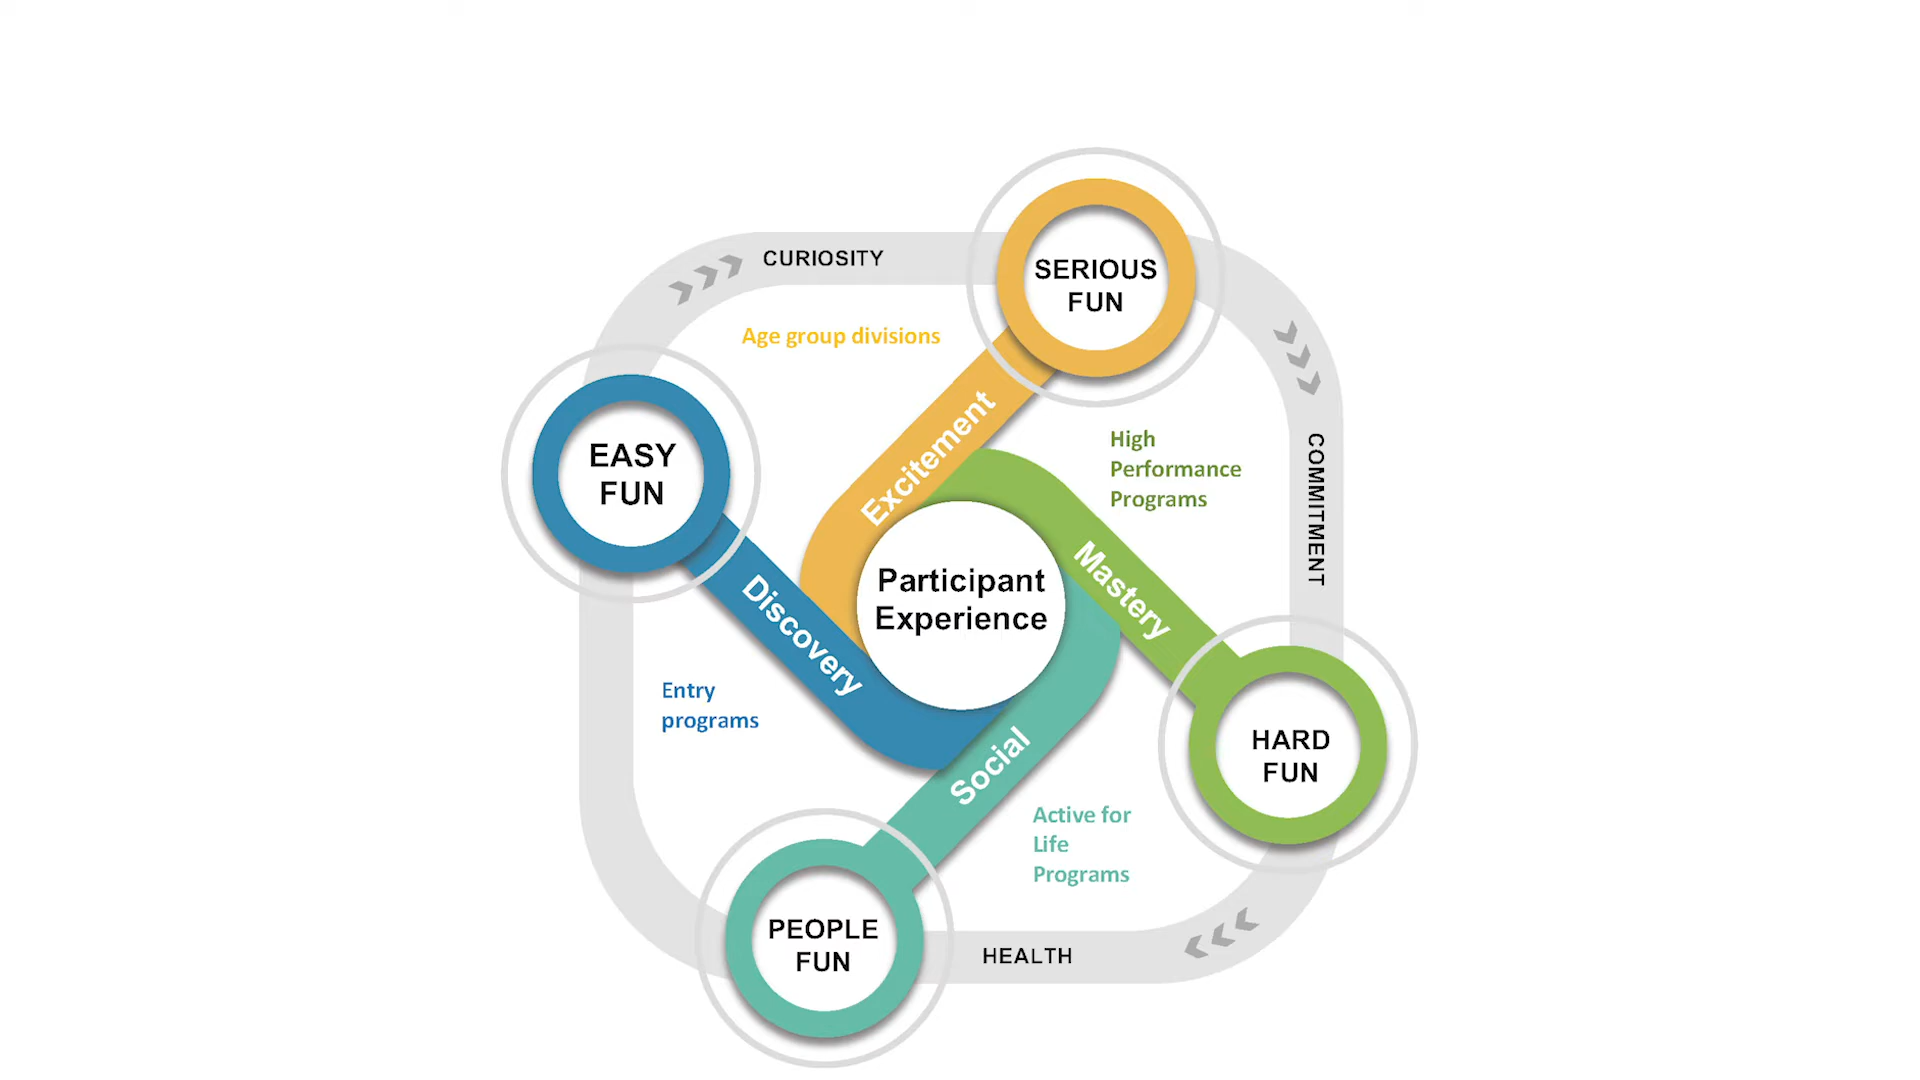 CURIOSITY
SERIOUS
FUN
Age group divisions
Excitement
EASY
FUN
High
Performance
Programs
COMMITMENT
Participant
Experience
Mastery
Discovery
Entry
programs
Social
HARD
FUN
Active for
Life
Programs
PEOPLE
FUN
HEALTH